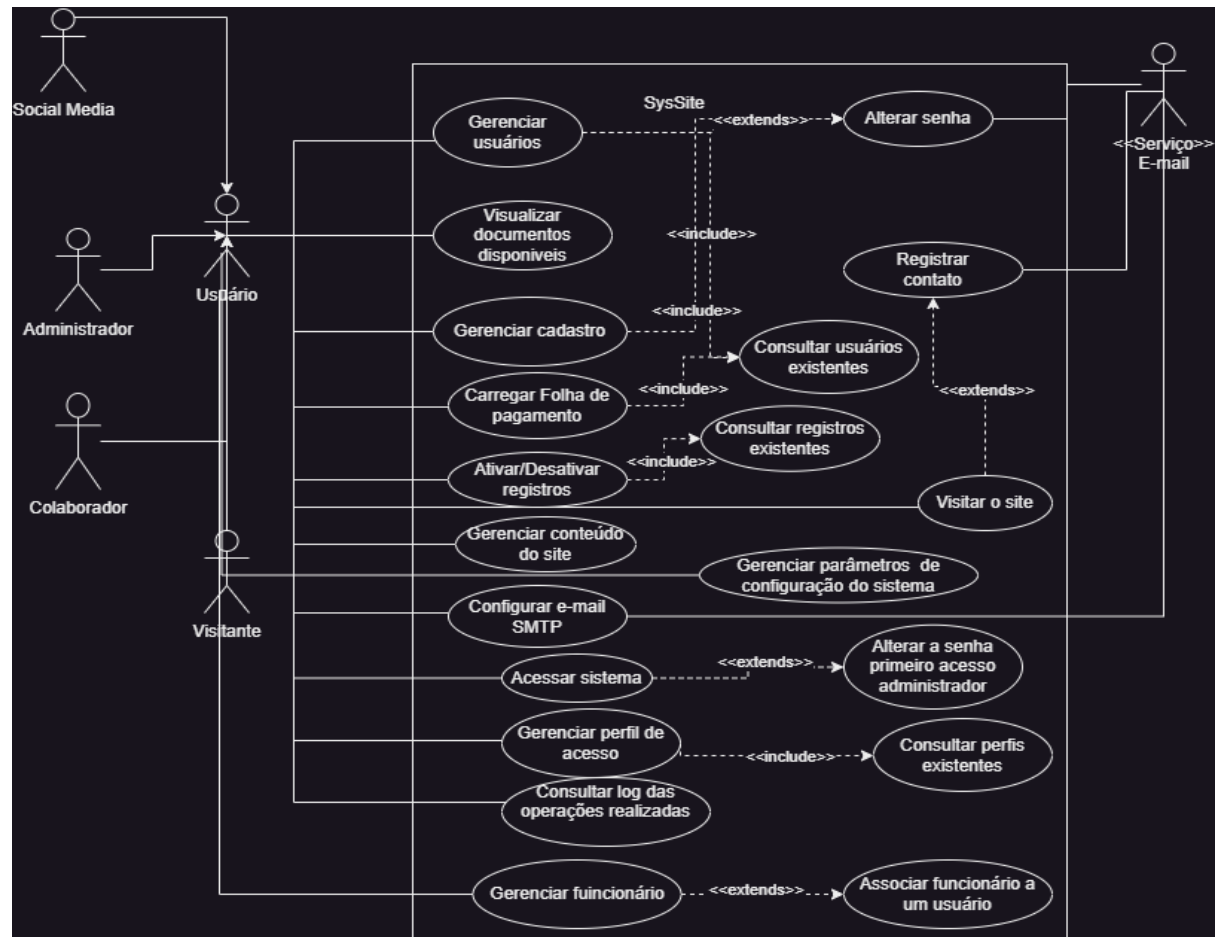 Social Media
SysSite
Gerenciar
usuários
<<extends>>
Alterar senha
<<Serviço>>
E-mail
Visualizar
documentos
disponiveis
<<include>>
Registrar
contato
Usuário
Administrador
Gerenciar cadastro
<<include>>
Consultar usuários
existentes
Carregar Folha de
pagamento
<<include>>
<<extends>>
Colaborador
Consultar registros
existentes
Ativar/Desativar
registros
<<include>>
Visitar o site
Gerenciar conteúdo
do site
Gerenciar parâmetros de
configuração do sistema
Visitante
Configurar e-mail
SMTP
Acessar sistema
<<extends>>
Alterar a senha
primeiro acesso
administrador
Gerenciar perfil de
acesso
<<include>>
Consultar perfis
existentes
Consultar log das
operações realizadas
Gerenciar fuincionário
<<extends>>
Associar funcionário a
um usuário